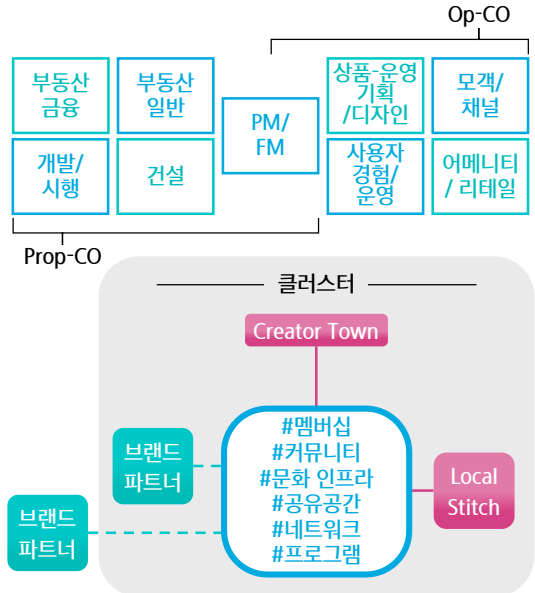 Op-CO
부동산
금융
부동산
일반
PM/
FM
상품-운영
기획
/디자인
모객/
채널
개발/
시행
건설
사용자
경험/
운영
어메니티
/ 리테일
Prop-CO
클러스터
Creator Town
#멤버십
#커뮤니티
#문화 인프라
#공유공간
#네트워크
#프로그램
브랜드
파트너
Local
Stitch
브랜드
파트너